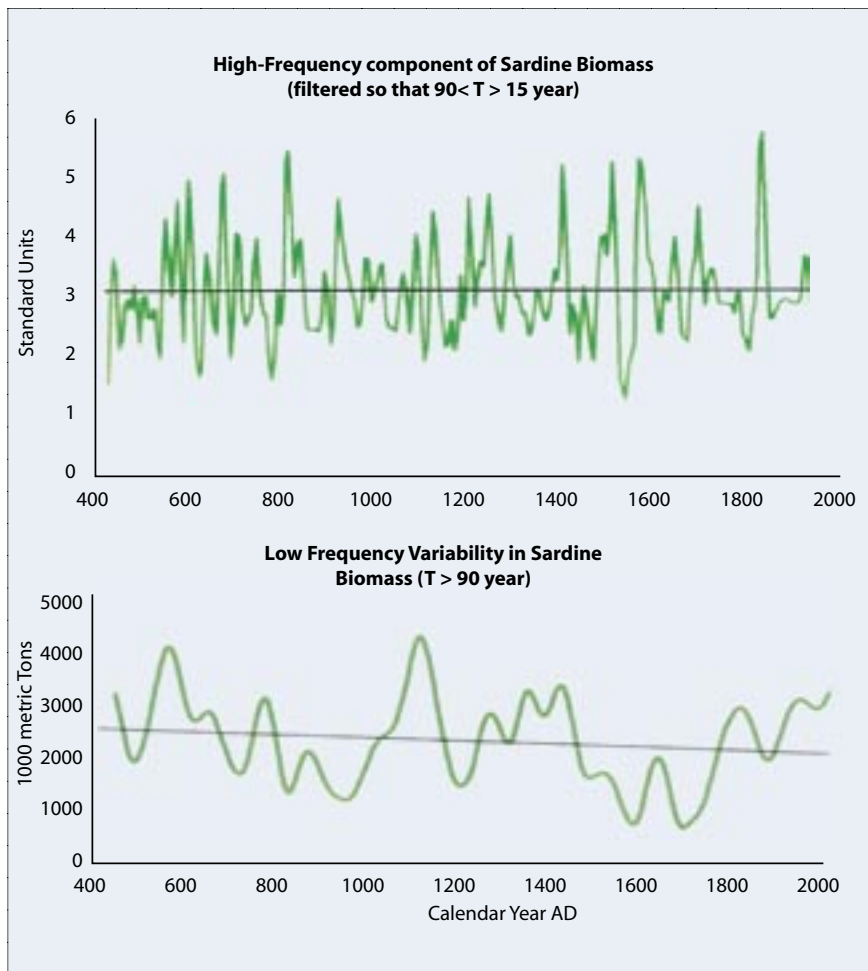 High-Frequency component of Sardine Biomass
(filtered so that 90< T > 15 year)
Standard Units
6
5
4
3
2
1
0
400 600 800 1000 1200 1400 1600 1800 2000
Low Frequency Variability in Sardine
Biomass (T > 90 year)
1000 metric Tons
5000
4000
3000
2000
1000
0
400 600 800 1000 1200 1400 1600 1800 2000
Calendar Year AD